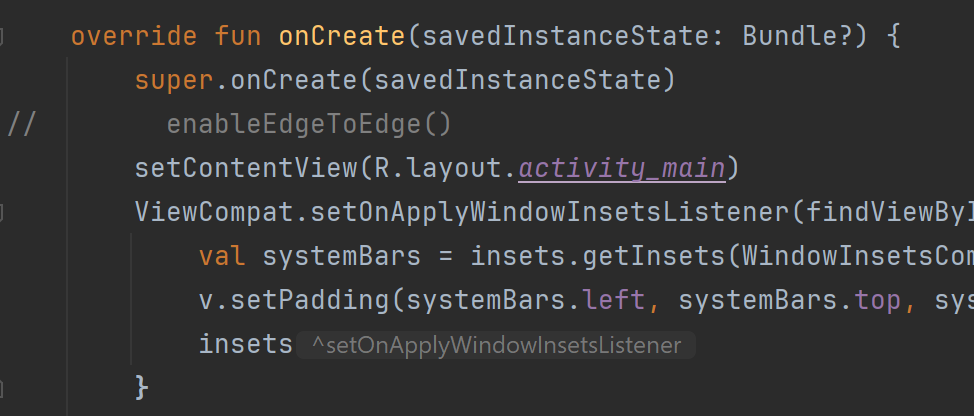 override fun onCreate(savedInstanceState: Bundle?) {
super.onCreate(savedInstanceState)
// enableEdgeToEdge()
setContentView(R.layout.activity_main)
ViewCompat.setOnApplyWindowInsetsListener(findViewByI
val systemBars = insets.getInsets(WindowInsetsCom
v.setPadding(systemBars.left, systemBars.top, sys
insets ^setOnApplyWindowInsetsListener
}